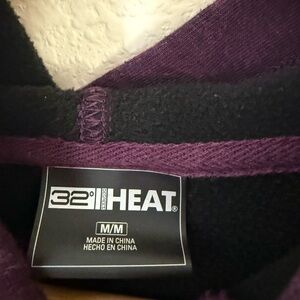 32° HEAT®
M/M
MADE IN CHINA
HECHO EN CHINA